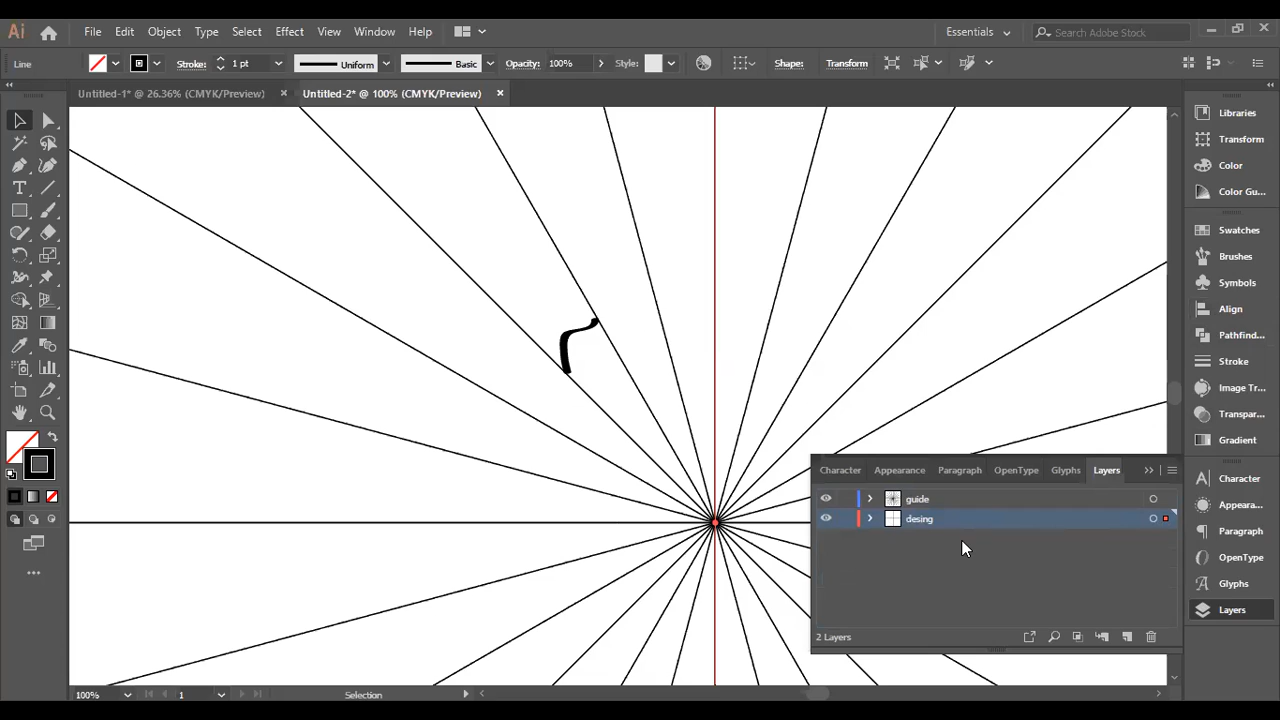 Ai File Edit Object Type Select Effect View Window Help Essentials Search Adobe Stock
Line Stroke: 1 pt Uniform Basic Opacity: 100% Style: Shape: Transform
Untitled-1* @ 26.36% (CMYK/Preview) × Untitled-2* @ 100% (CMYK/Preview) ×
Libraries
Transform
Color
Color Gu...
Swatches
Brushes
Symbols
Align
Pathfind...
Stroke
Image Tr...
Transpar...
Gradient
Character
Appeara...
Paragraph
OpenType
Glyphs
Layers
Character Appearance Paragraph OpenType Glyphs Layers
guide
desing
2 Layers
100% 1 Selection